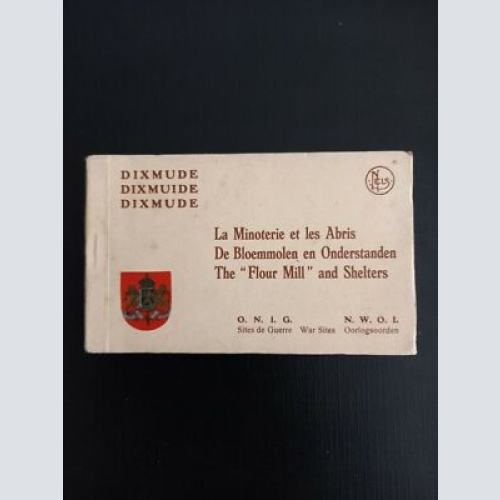 DIXMUDE
DIXMUIDE
DIXMUDE
NELS
La Minoterie et les Abris
De Bloemmolen en Onderstanden
The "Flour Mill" and Shelters
O. N. I. G. N. W. O. I.
Sites de Guerre War Sites Oorlogsoorden